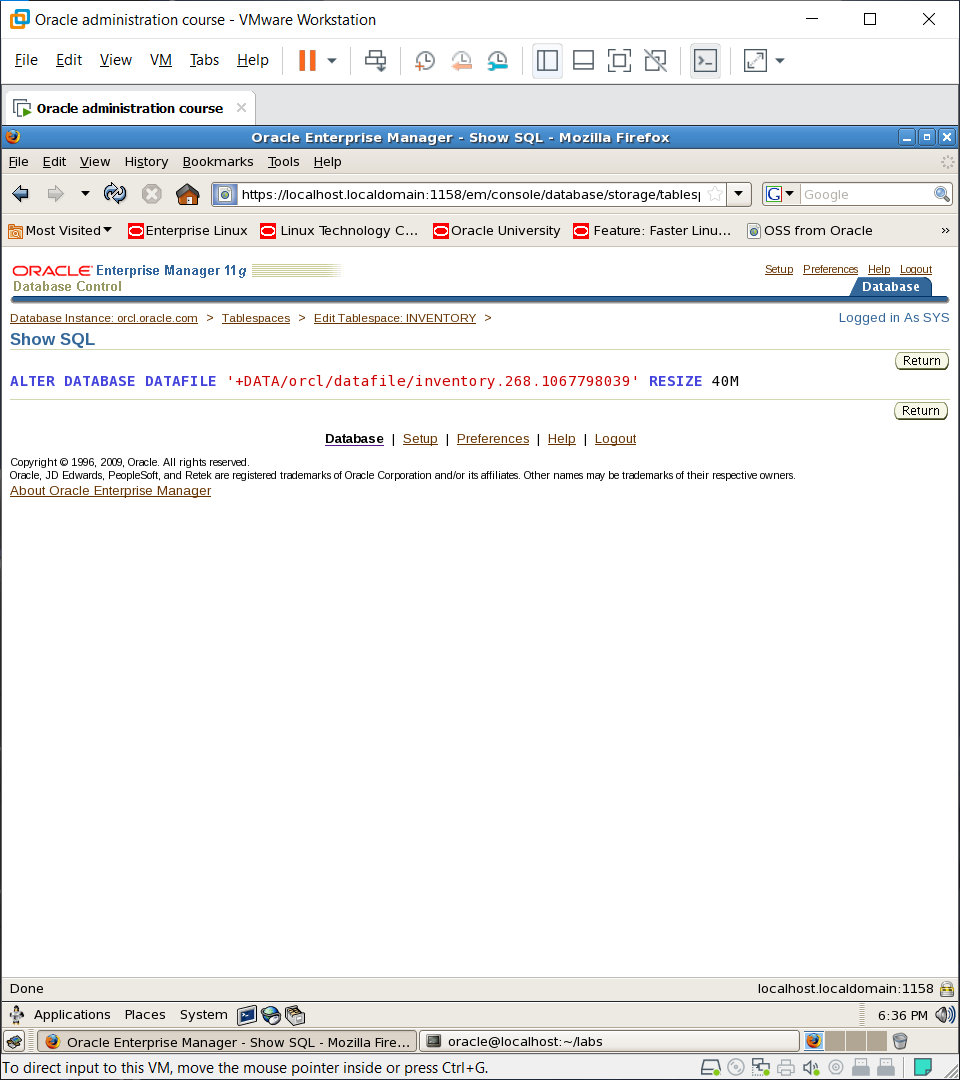 Oracle administration course - VMware Workstation
File Edit View VM Tabs Help
Oracle administration course
Oracle Enterprise Manager - Show SQL - Mozilla Firefox
File Edit View History Bookmarks Tools Help
https://localhost.localdomain:1158/em/console/database/storage/tablesp
G Google
Most Visited Enterprise Linux Linux Technology C... Oracle University Feature: Faster Linu... OSS from Oracle »
ORACLE Enterprise Manager 11g
Setup Preferences Help Logout
Database Control
Database
Database Instance: orcl.oracle.com > Tablespaces > Edit Tablespace: INVENTORY >
Logged in As SYS
Show SQL
Return
ALTER DATABASE DATAFILE '+DATA/orcl/datafile/inventory.268.1067798039' RESIZE 40M
Return
Database | Setup | Preferences | Help | Logout
Copyright © 1996, 2009, Oracle. All rights reserved.
Oracle, JD Edwards, PeopleSoft, and Retek are registered trademarks of Oracle Corporation and/or its affiliates. Other names may be trademarks of their respective owners.
About Oracle Enterprise Manager
Done
localhost.localdomain:1158
Applications Places System
6:36 PM
Oracle Enterprise Manager - Show SQL - Mozilla Fire...
oracle@localhost:~/labs
To direct input to this VM, move the mouse pointer inside or press Ctrl+G.